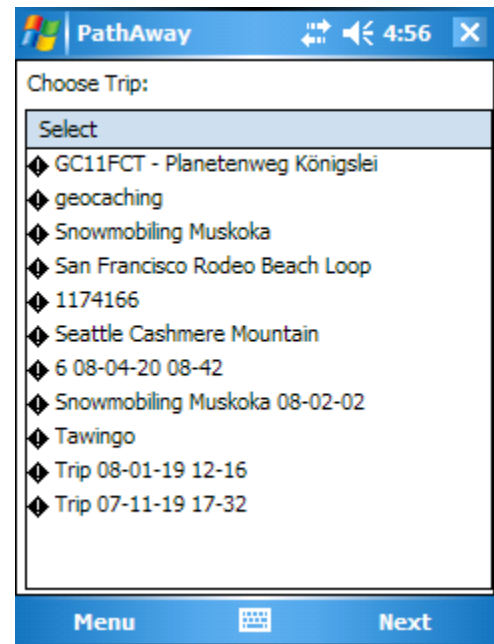 PathAway 4:56
Choose Trip:
Select
GC11FCT - Planetenweg Königslei
geocaching
Snowmobiling Muskoka
San Francisco Rodeo Beach Loop
1174166
Seattle Cashmere Mountain
6 08-04-20 08-42
Snowmobiling Muskoka 08-02-02
Tawingo
Trip 08-01-19 12-16
Trip 07-11-19 17-32
Menu Next